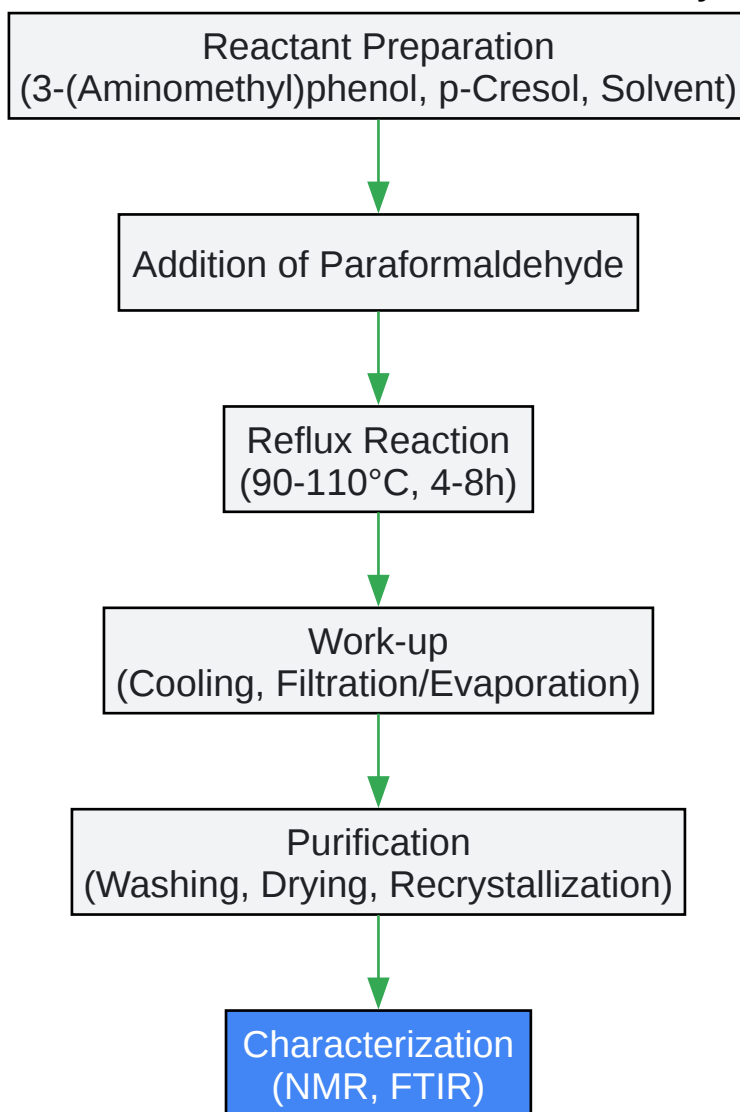 Reactant Preparation
(3-(Aminomethyl)phenol, p-Cresol, Solvent)
Addition of Paraformaldehyde
Reflux Reaction
(90-110°C, 4-8h)
Work-up
(Cooling, Filtration/Evaporation)
Purification
(Washing, Drying, Recrystallization)
Characterization
(NMR, FTIR)